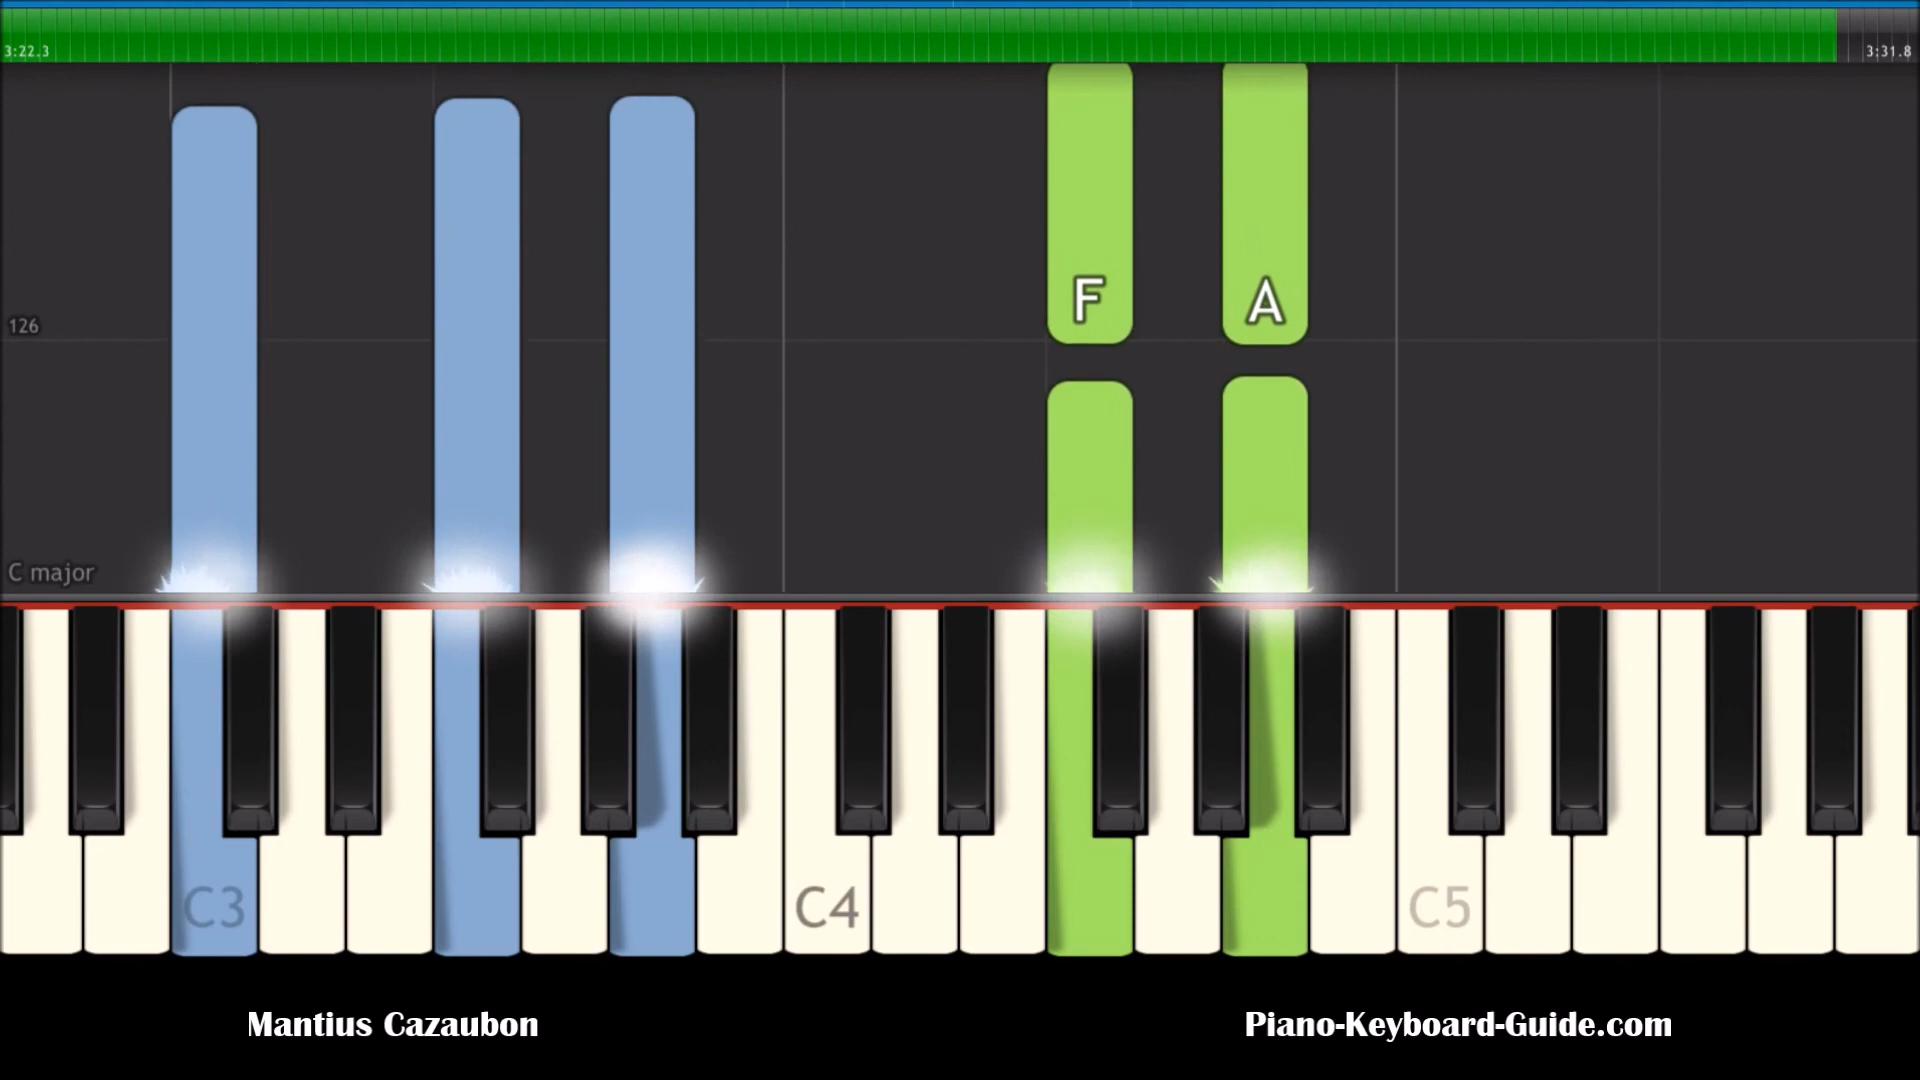 3:22.3
3:31.8
F
A
126
C major
C3
C4
C5
Mantius Cazaubon
Piano-Keyboard-Guide.com